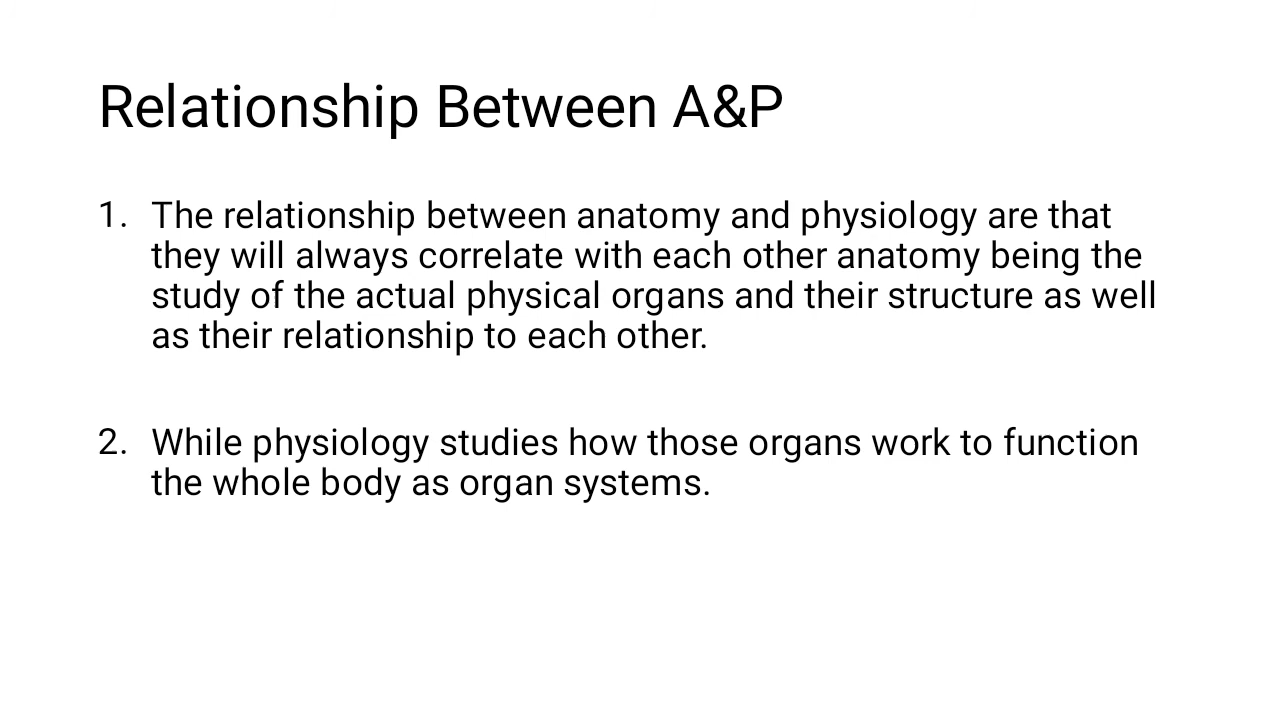 Relationship Between A&P
1. The relationship between anatomy and physiology are that
they will always correlate with each other anatomy being the
study of the actual physical organs and their structure as well
as their relationship to each other.
2. While physiology studies how those organs work to function
the whole body as organ systems.